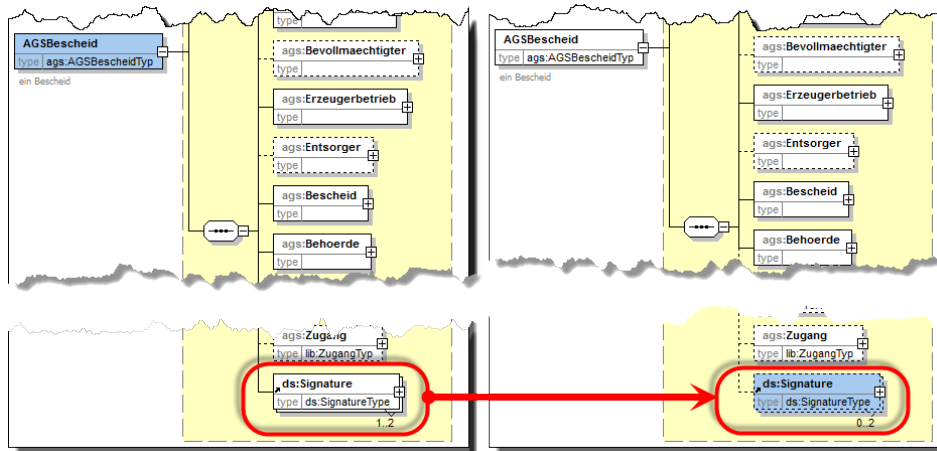 type
AGSBescheid
type ags:AGSBescheidTyp
ein Bescheid
ags:Bevollmaechtigter
type
ags:Erzeugerbetrieb
type
ags:Entsorger
type
ags:Bescheid
type
ags:Behoerde
type
ags:Zugang
type lib:ZugangTyp
ds:Signature
type ds:SignatureType
1..2
AGSBescheid
type ags:AGSBescheidTyp
ein Bescheid
ags:Bevollmaechtigter
type
ags:Erzeugerbetrieb
type
ags:Entsorger
type
ags:Bescheid
type
ags:Behoerde
type
ags:Zugang
type lib:ZugangTyp
ds:Signature
type ds:SignatureType
0..2